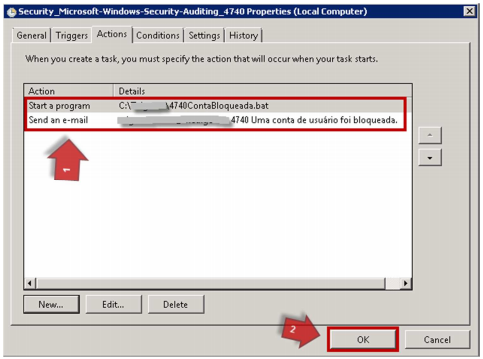 Security_Microsoft-Windows-Security-Auditing_4740 Properties (Local Computer)
General Triggers Actions Conditions Settings History
When you create a task, you must specify the action that will occur when your task starts.
Action Details
Start a program C:\ \4740ContaBloqueada.bat
Send an e-mail 4740 Uma conta de usuário foi bloqueada.
1
New... Edit... Delete
2
OK Cancel